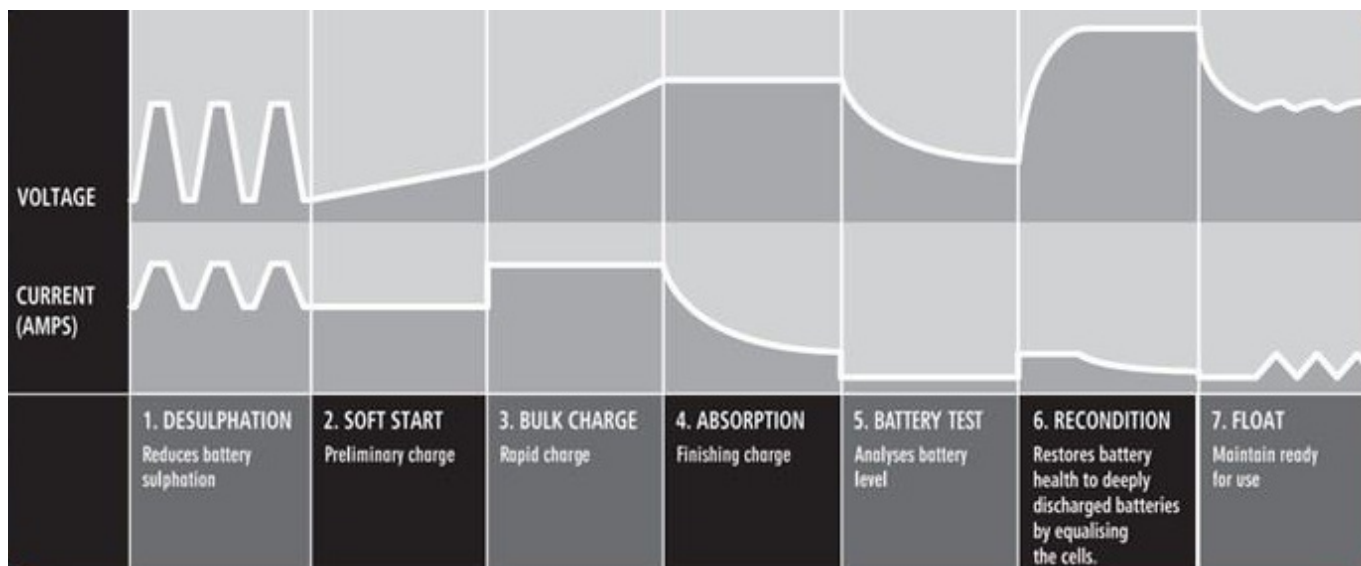 VOLTAGE
CURRENT
(AMPS)
1. DESULPHATION
Reduces battery
sulphation
2. SOFT START
Preliminary charge
3. BULK CHARGE
Rapid charge
4. ABSORPTION
Finishing charge
5. BATTERY TEST
Analyses battery
level
6. RECONDITION
Restores battery
health to deeply
discharged batteries
by equalising
the cells.
7. FLOAT
Maintain ready
for use